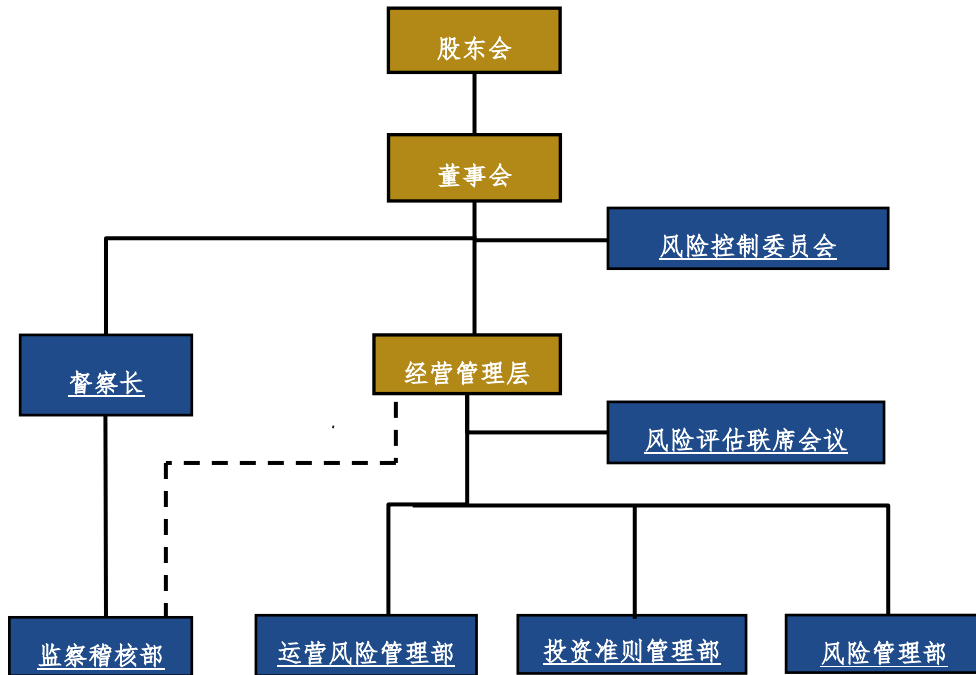 股东会
董事会
风险控制委员会
督察长
经营管理层
风险评估联席会议
监察稽核部
运营风险管理部
投资准则管理部
风险管理部